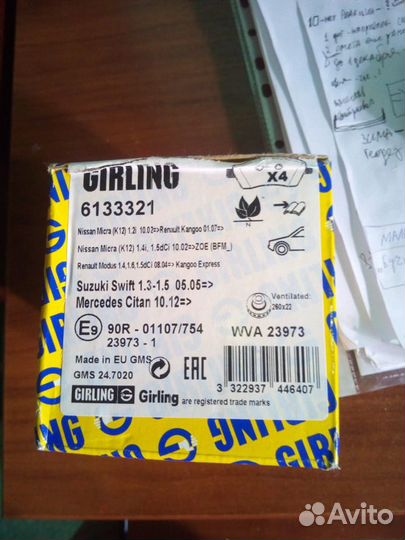 GIRLING
X4
6133321
N
Nissan Micra (K12) 1.2i 10.02=>Renault Kangoo 01.07=>
Nissan Micra (K12) 1.4i, 1.5dCi 10.02=>ZOE (BFM_)
Renault Modus 1.4,1.6,1.5dCi 08.04=> Kangoo Express
Suzuki Swift 1.3-1.5 05.05=>
Mercedes Citan 10.12=>
Ventilated:
260x22
E9 90R - 01107/754
23973 - 1
WVA 23973
Made in EU GMS
GMS 24.7020
EAC
3 322937 446407
GIRLING G Girling are registered trade marks
GIRLING
Avito